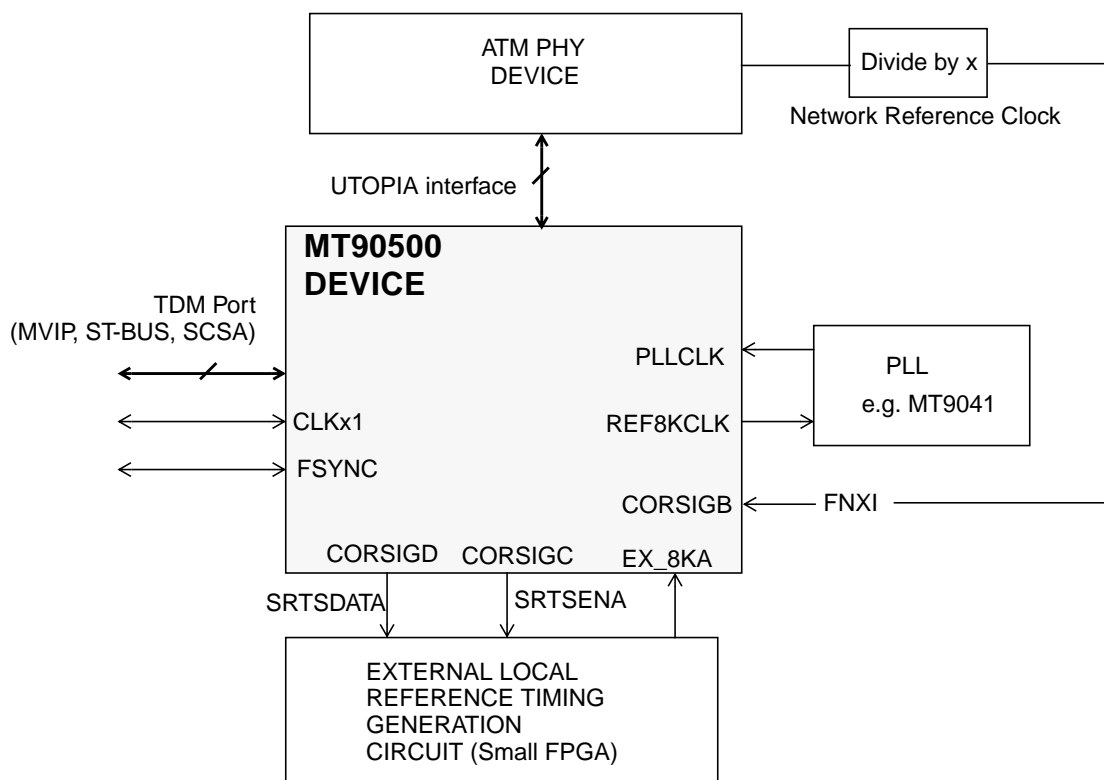 ATM PHY
DEVICE
Divide by x
Network Reference Clock
UTOPIA interface
MT90500
DEVICE
TDM Port
(MVIP, ST-BUS, SCSA)
PLLCLK
PLL
e.g. MT9041
CLKx1
REF8KCLK
FSYNC
CORSIGB
FNXI
CORSIGD
CORSIGC
EX_8KA
SRTSDATA
SRTSENA
EXTERNAL LOCAL
REFERENCE TIMING
GENERATION
CIRCUIT (Small FPGA)